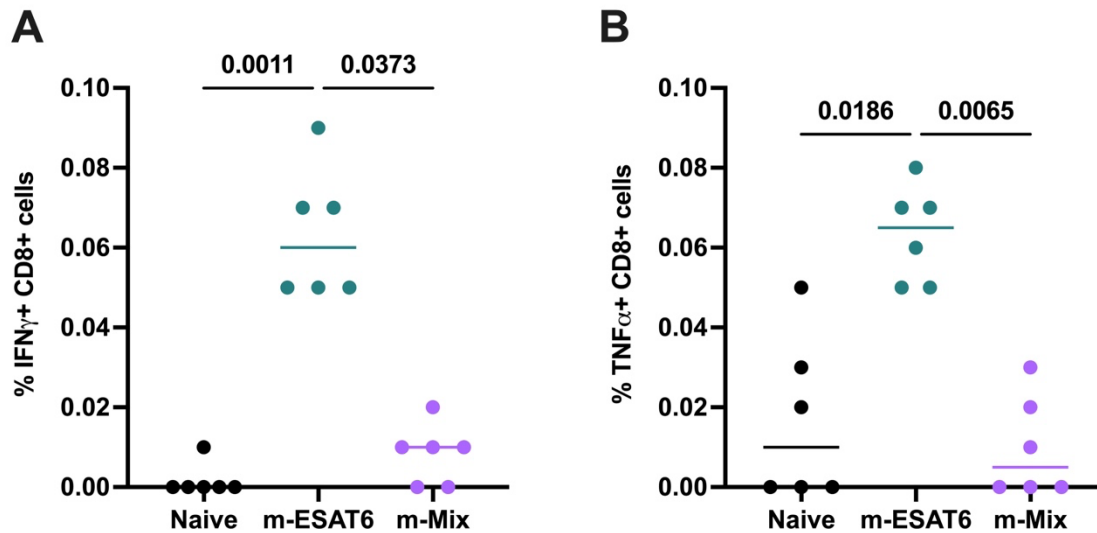 A
0.0011 0.0373
% IFNγ+ CD8+ cells
0.10
0.08
0.06
0.04
0.02
0.00
Naive m-ESAT6 m-Mix
B
0.0186 0.0065
% TNFα+ CD8+ cells
0.10
0.08
0.06
0.04
0.02
0.00
Naive m-ESAT6 m-Mix